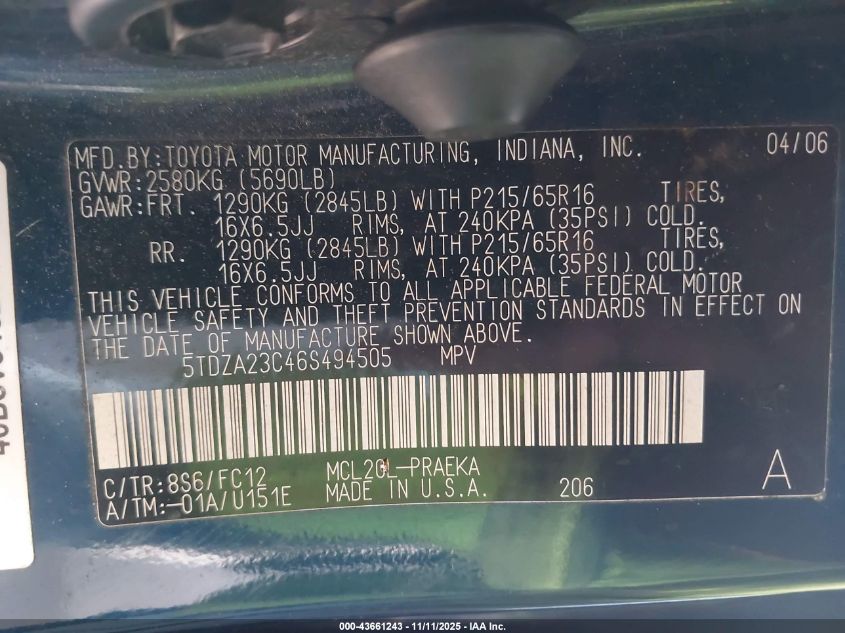 MFD.BY:TOYOTA MOTOR MANUFACTURING, INDIANA, INC. 04/06
GVWR:2580KG (5690LB)
GAWR:FRT. 1290KG (2845LB) WITH P215/65R16 TIRES,
16X6.5JJ RIMS, AT 240KPA (35PSI) COLD.
RR. 1290KG (2845LB) WITH P215/65R16 TIRES,
16X6.5JJ RIMS, AT 240KPA (35PSI) COLD.
THIS VEHICLE CONFORMS TO ALL APPLICABLE FEDERAL MOTOR
VEHICLE SAFETY AND THEFT PREVENTION STANDARDS IN EFFECT ON
THE DATE OF MANUFACTURE SHOWN ABOVE.
5TDZA23C46S494505 MPV
C/TR:8S6/FC12 MCL20L-PRAEKA A
A/TM:-01A/U151E MADE IN U.S.A. 206
000-43661243 - 11/11/2025 - IAA Inc.